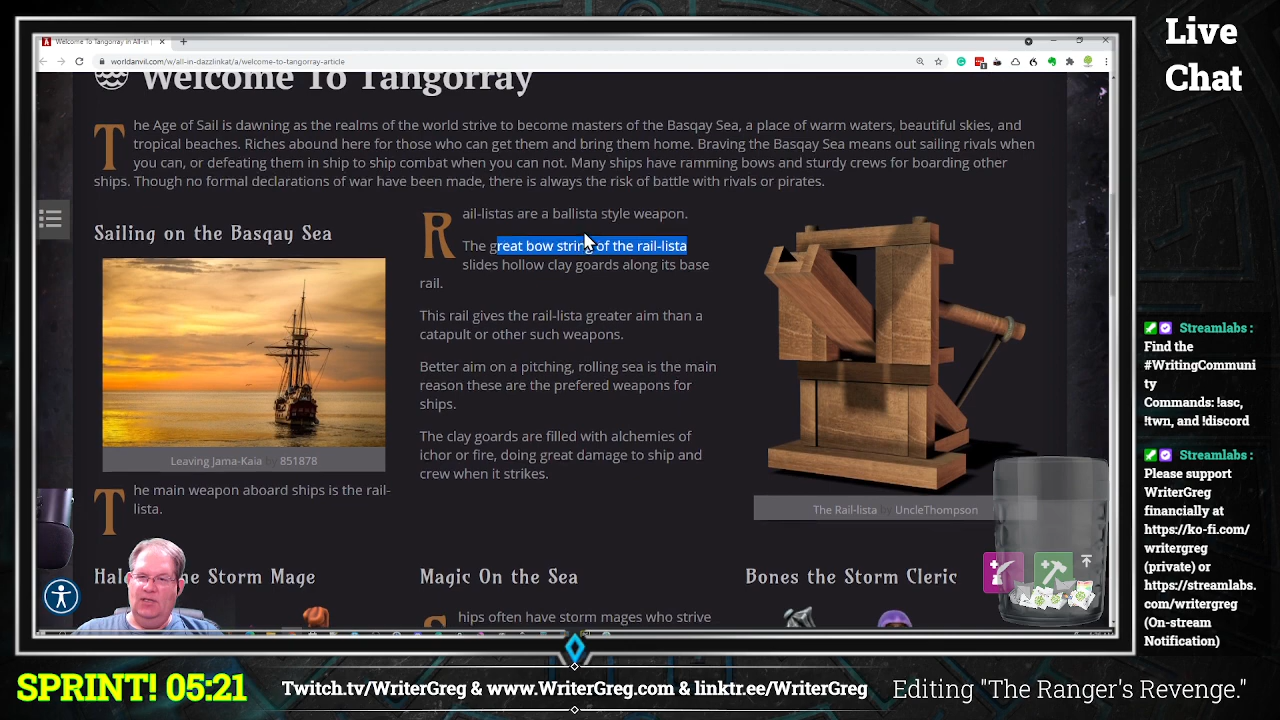 Welcome To Tangorray in All-in |
worldanvil.com/w/all-in-dazzlinkat/a/welcome-to-tangorray-article
Welcome To Tangorray
The Age of Sail is dawning as the realms of the world strive to become masters of the Basqay Sea, a place of warm waters, beautiful skies, and
tropical beaches. Riches abound here for those who can get them and bring them home. Braving the Basqay Sea means out sailing rivals when
you can, or defeating them in ship to ship combat when you can not. Many ships have ramming bows and sturdy crews for boarding other
ships. Though no formal declarations of war have been made, there is always the risk of battle with rivals or pirates.
Sailing on the Basqay Sea
Leaving Jama-Kaia by 851878
The main weapon aboard ships is the rail-
lista.
Rail-listas are a ballista style weapon.
The great bow string of the rail-lista
slides hollow clay goards along its base
rail.
This rail gives the rail-lista greater aim than a
catapult or other such weapons.
Better aim on a pitching, rolling sea is the main
reason these are the prefered weapons for
ships.
The clay goards are filled with alchemies of
ichor or fire, doing great damage to ship and
crew when it strikes.
The Rail-lista by UncleThompson
Magic On the Sea
Ships often have storm mages who strive
Bones the Storm Cleric
Live
Chat
Streamlabs :
Find the
#WritingCommuni
ty
Commands: !asc,
!twn, and !discord
Streamlabs :
Please support
WriterGreg
financially at
https://ko-fi.com/
writergreg
(private) or
https://streamlabs.
com/writergreg
(On-stream
Notification)
SPRINT! 05:21
Twitch.tv/WriterGreg & www.WriterGreg.com & linktr.ee/WriterGreg
Editing "The Ranger's Revenge."